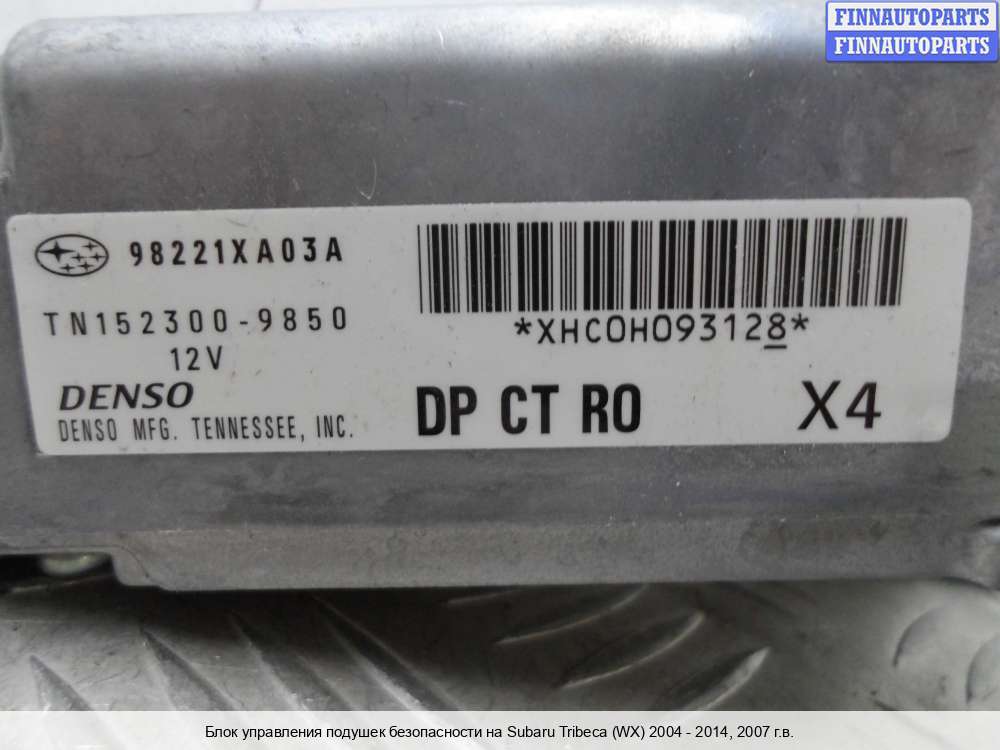 FINNAUTOPARTS
FINNAUTOPARTS
98221XA03A
TN152300-9850
12V
DENSO
DENSO MFG. TENNESSEE, INC.
*XHC0H093128*
DP CT RO
X4
Блок управления подушек безопасности на Subaru Tribeca (WX) 2004 - 2014, 2007 г.в.